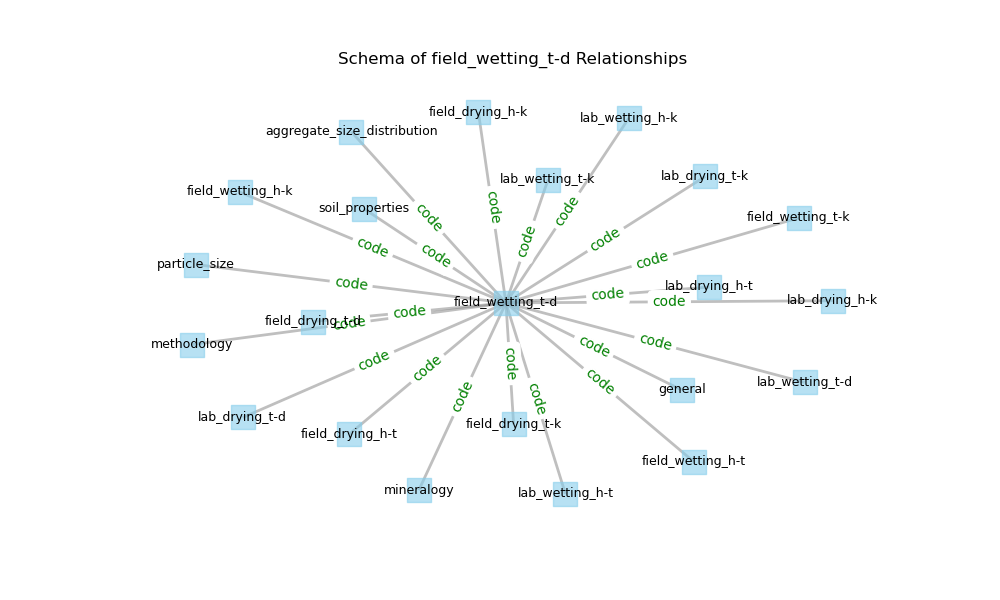 Schema of field_wetting_t-d Relationships
field_drying_h-k
lab_wetting_h-k
aggregate_size_distribution
lab_drying_t-k
lab_wetting_t-k
field_wetting_h-k
soil_properties
code
code
code
field_wetting_t-k
code
code
code
code
code
particle_size
code
code
lab_drying_h-t
code
field_wetting_t-d
code
lab_drying_h-k
field_drying_t-d
code
code
methodology
code
code
code
code
code
code
lab_wetting_t-d
general
code
code
lab_drying_t-d
field_drying_t-k
field_drying_h-t
field_wetting_h-t
mineralogy
lab_wetting_h-t